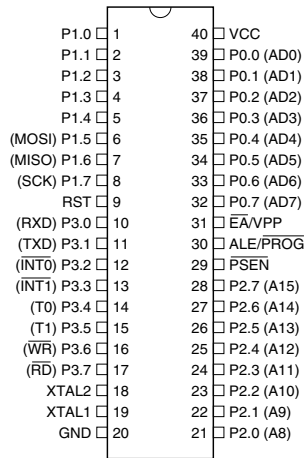 P1.0 1 40 VCC
P1.1 2 39 P0.0 (AD0)
P1.2 3 38 P0.1 (AD1)
P1.3 4 37 P0.2 (AD2)
P1.4 5 36 P0.3 (AD3)
(MOSI) P1.5 6 35 P0.4 (AD4)
(MISO) P1.6 7 34 P0.5 (AD5)
(SCK) P1.7 8 33 P0.6 (AD6)
RST 9 32 P0.7 (AD7)
(RXD) P3.0 10 31 EA/VPP
(TXD) P3.1 11 30 ALE/PROG
(INT0) P3.2 12 29 PSEN
(INT1) P3.3 13 28 P2.7 (A15)
(T0) P3.4 14 27 P2.6 (A14)
(T1) P3.5 15 26 P2.5 (A13)
(WR) P3.6 16 25 P2.4 (A12)
(RD) P3.7 17 24 P2.3 (A11)
XTAL2 18 23 P2.2 (A10)
XTAL1 19 22 P2.1 (A9)
GND 20 21 P2.0 (A8)